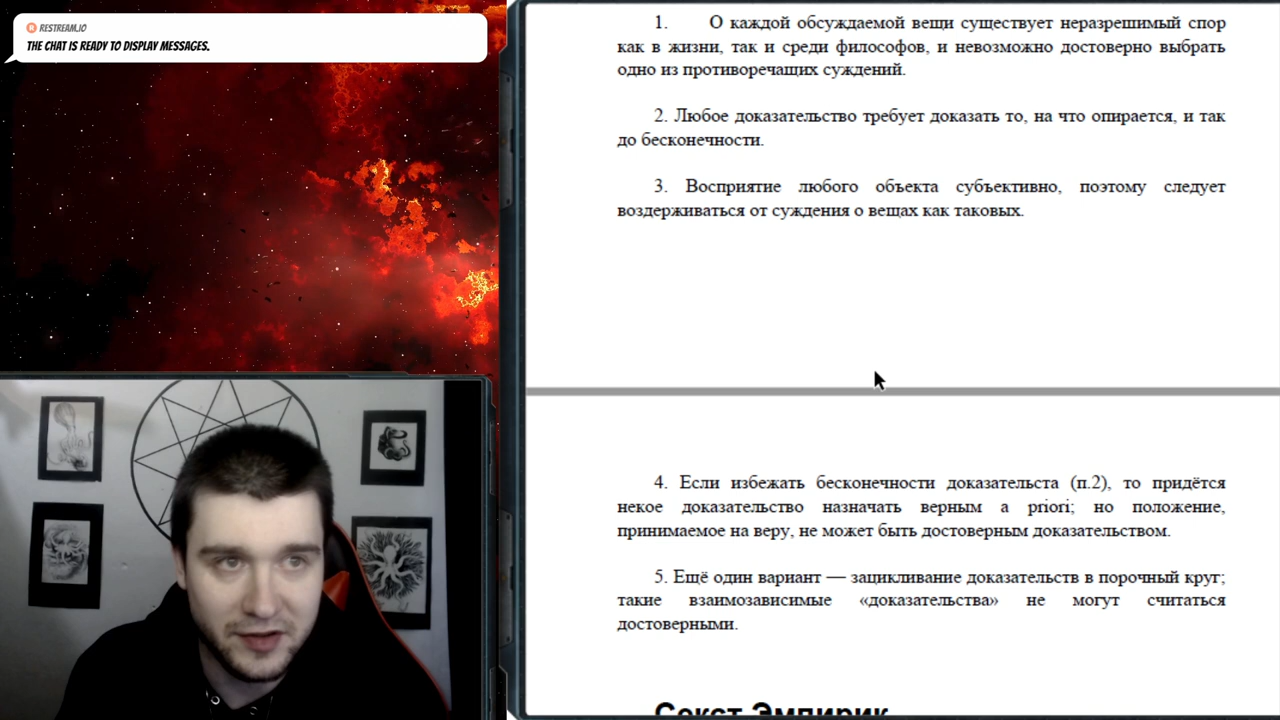 RESTREAM.IO
THE CHAT IS READY TO DISPLAY MESSAGES.
1. О каждой обсуждаемой вещи существует неразрешимый спор
как в жизни, так и среди философов, и невозможно достоверно выбрать
одно из противоречащих суждений.
2. Любое доказательство требует доказать то, на что опирается, и так
до бесконечности.
3. Восприятие любого объекта субъективно, поэтому следует
воздерживаться от суждения о вещах как таковых.
4. Если избежать бесконечности доказательста (п.2), то придётся
некое доказательство назначать верным a priori; но положение,
принимаемое на веру, не может быть достоверным доказательством.
5. Ещё один вариант — зацикливание доказательств в порочный круг;
такие взаимозависимые «доказательства» не могут считаться
достоверными.
Секст Эмпирик